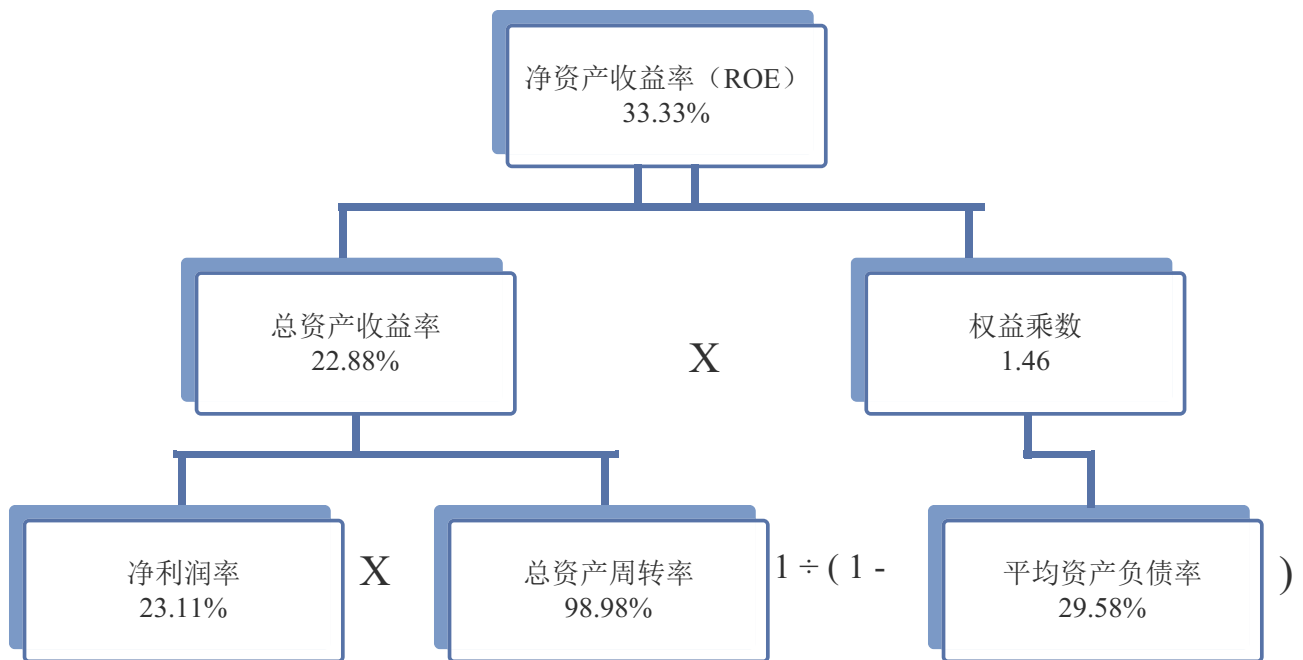 净资产收益率（ROE）
33.33%
总资产收益率
22.88%
X
权益乘数
1.46
净利润率
23.11%
X
总资产周转率
98.98%
1 ÷ ( 1 -
平均资产负债率
29.58%
)